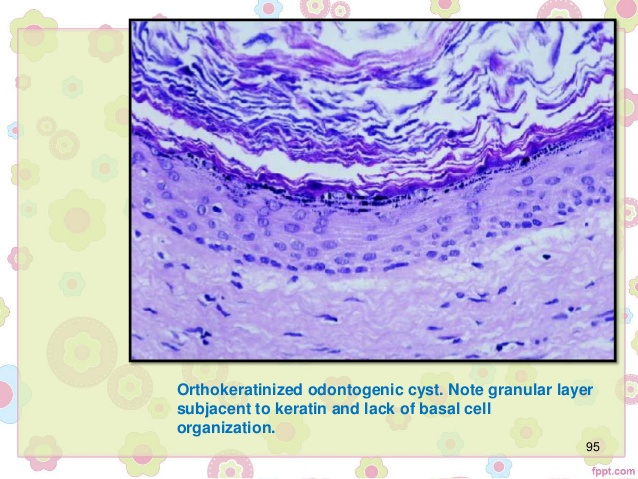 Orthokeratinized odontogenic cyst. Note granular layer
subjacent to keratin and lack of basal cell
organization.
95
fppt.com